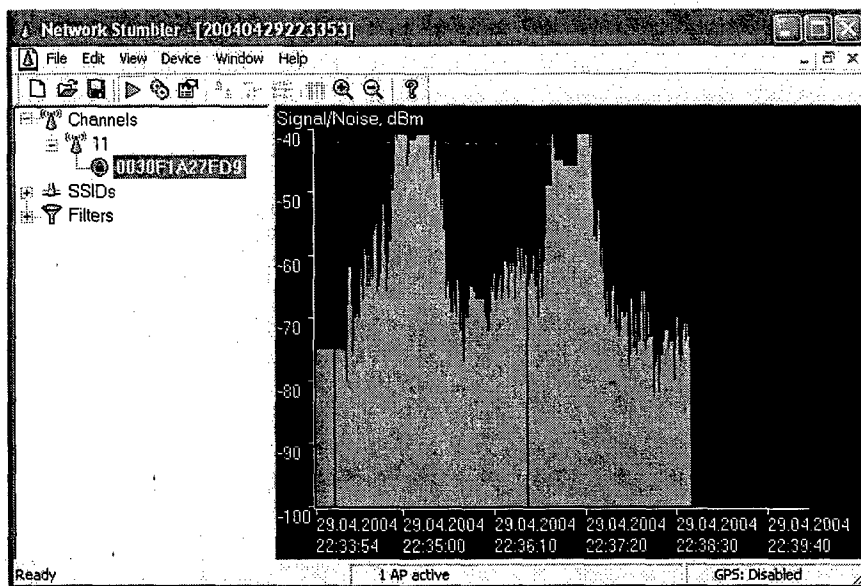 Network Stumbler - [20040429223353]
File Edit View Device Window Help
Channels
11
0030F1A27FD9
SSIDs
Filters
Signal/Noise, dBm
-40
-50
-60
-70
-80
-90
-100
29.04.2004 29.04.2004 29.04.2004 29.04.2004 29.04.2004 29.04.2004
22:33:54 22:35:00 22:36:10 22:37:20 22:38:30 22:39:40
Ready 1 AP active GPS: Disabled